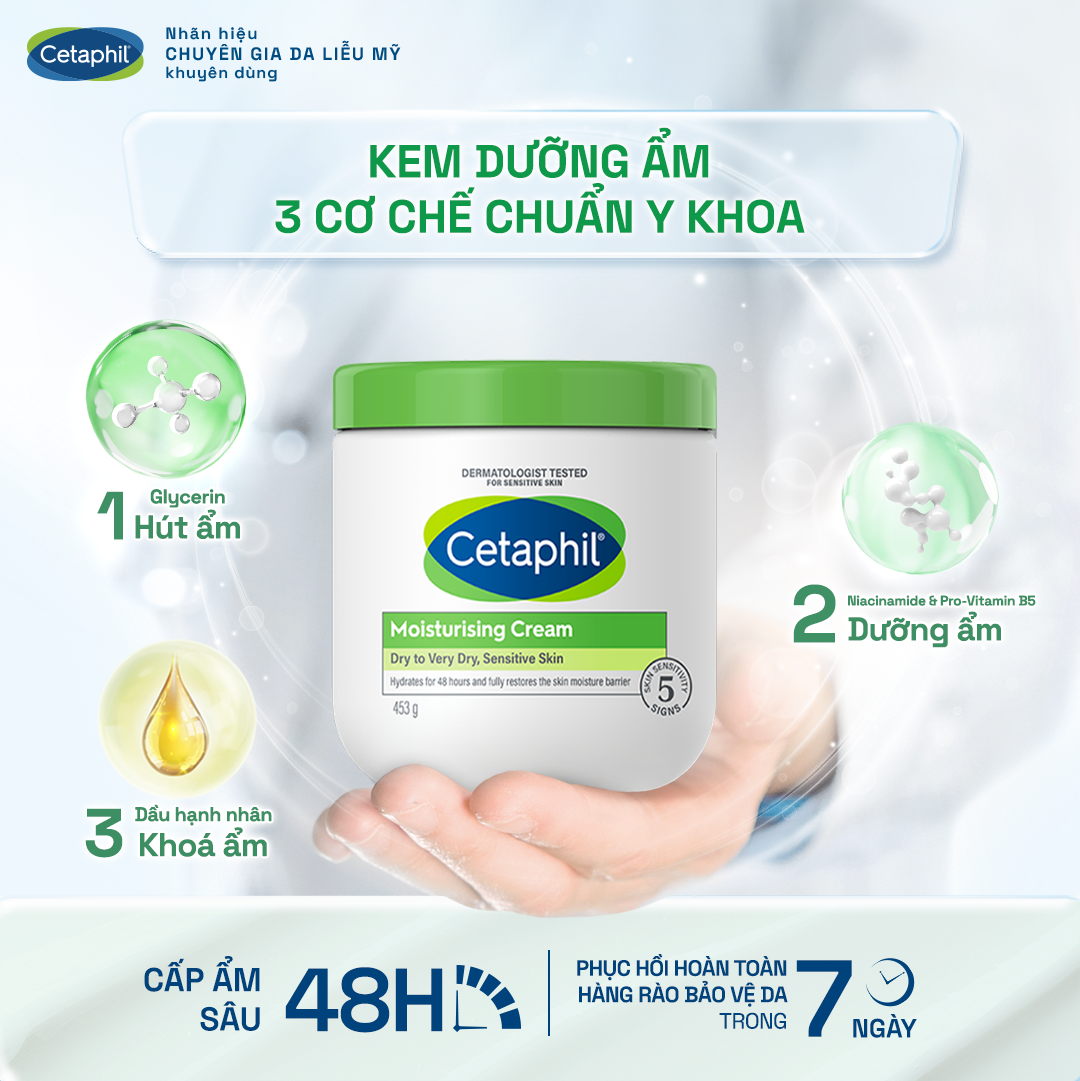 Cetaphil®
Nhãn hiệu
CHUYÊN GIA DA LIỄU MỸ
khuyên dùng
KEM DƯỠNG ẨM
3 CƠ CHẾ CHUẨN Y KHOA
1 Glycerin
Hút ẩm
DERMATOLOGIST TESTED
FOR SENSITIVE SKIN
Cetaphil®
Moisturising Cream
Dry to Very Dry, Sensitive Skin
Hydrates for 48 hours and fully restores the skin moisture barrier
453 g
SKIN SENSITIVITY
5
SIGNS
2 Niacinamide & Pro-Vitamin B5
Dưỡng ẩm
3 Dầu hạnh nhân
Khoá ẩm
CẤP ẨM
SÂU
48H
PHỤC HỒI HOÀN TOÀN
HÀNG RÀO BẢO VỆ DA
TRONG
7
NGÀY